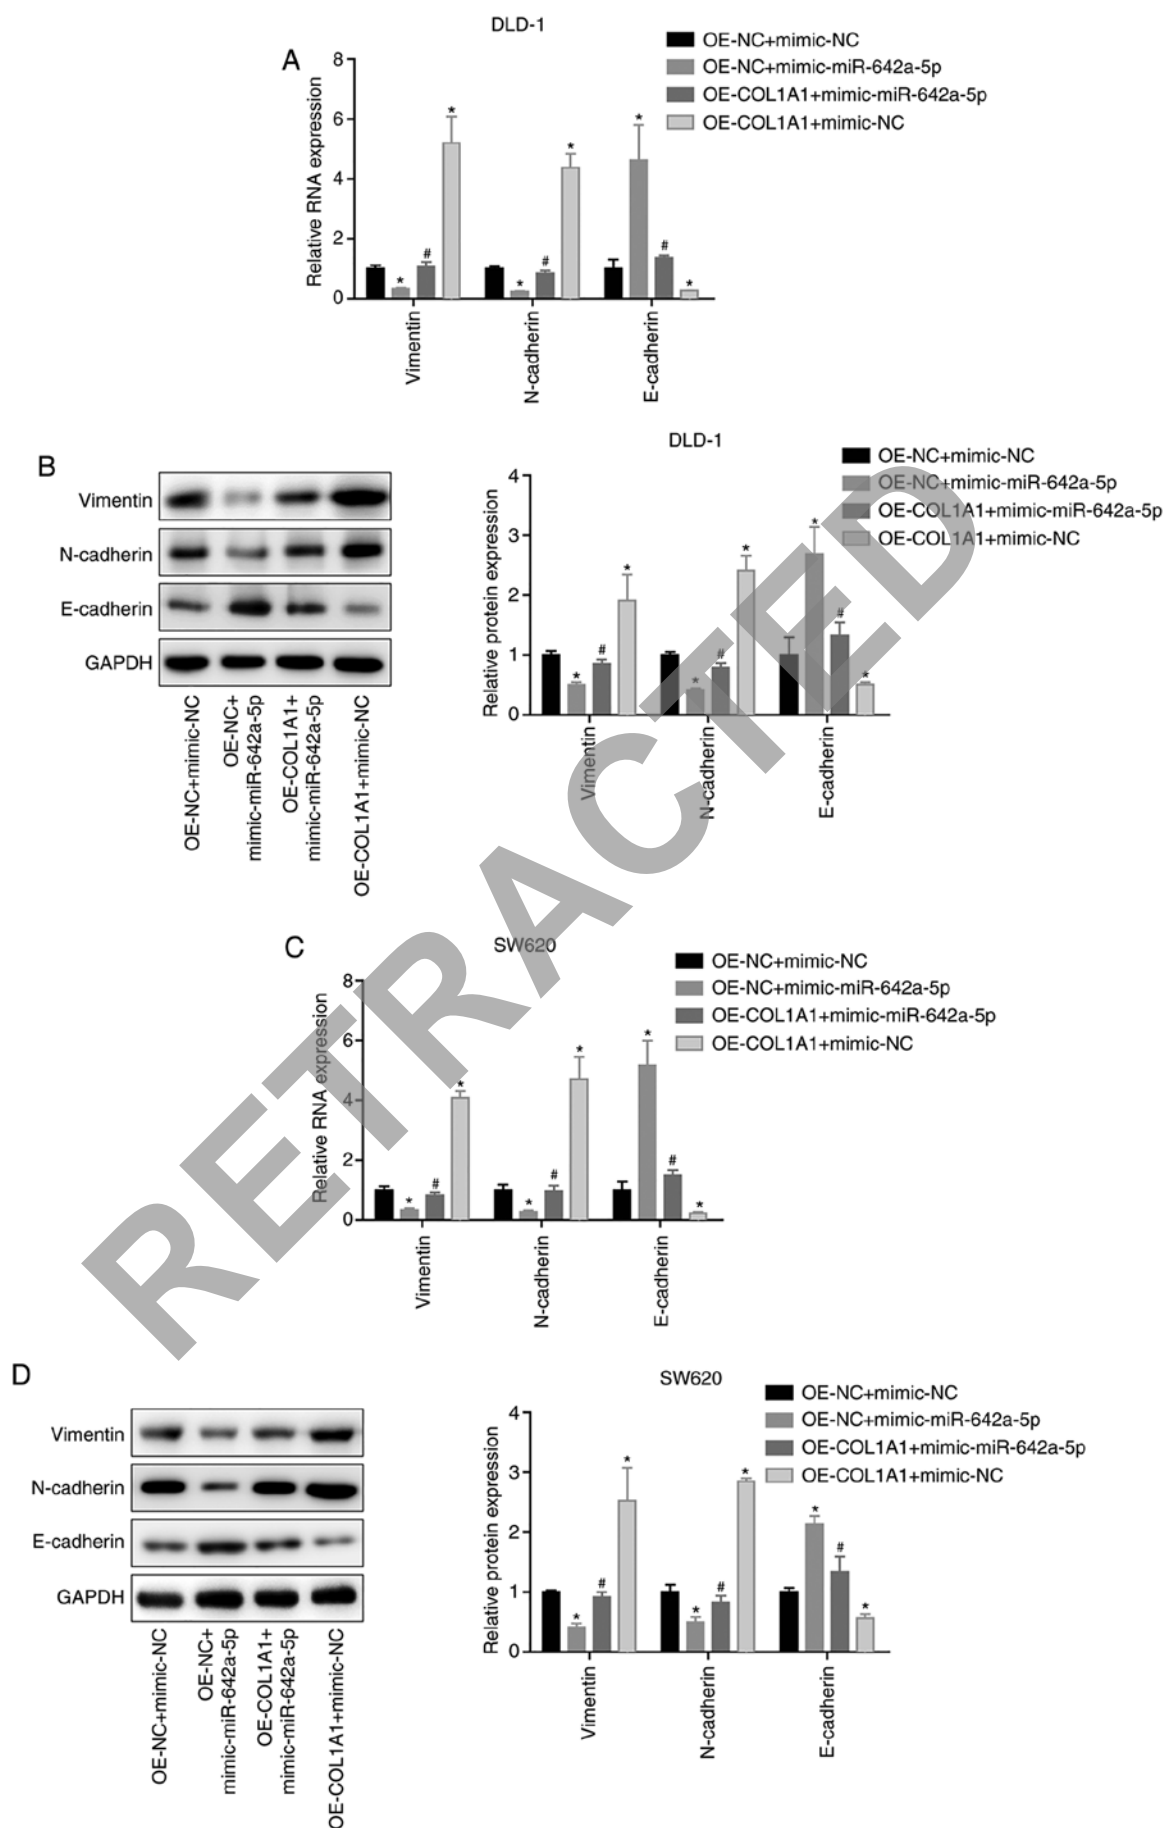 DLD-1
A
OE-NC+mimic-NC
OE-NC+mimic-miR-642a-5p
OE-COL1A1+mimic-miR-642a-5p
OE-COL1A1+mimic-NC
Relative RNA expression
8
6
4
2
0
*
#
*
*
#
*
*
#
*
Vimentin
N-cadherin
E-cadherin
B
Vimentin
N-cadherin
E-cadherin
GAPDH
OE-NC+mimic-NC
OE-NC+
mimic-miR-642a-5p
OE-COL1A1+
mimic-miR-642a-5p
OE-COL1A1+mimic-NC
DLD-1
OE-NC+mimic-NC
OE-NC+mimic-miR-642a-5p
OE-COL1A1+mimic-miR-642a-5p
OE-COL1A1+mimic-NC
Relative protein expression
4
3
2
1
0
*
#
*
*
#
*
*
#
*
Vimentin
N-cadherin
E-cadherin
RETRACTED
C
SW620
OE-NC+mimic-NC
OE-NC+mimic-miR-642a-5p
OE-COL1A1+mimic-miR-642a-5p
OE-COL1A1+mimic-NC
Relative RNA expression
8
6
4
2
0
*
#
*
*
#
*
*
#
*
Vimentin
N-cadherin
E-cadherin
D
Vimentin
N-cadherin
E-cadherin
GAPDH
OE-NC+mimic-NC
OE-NC+
mimic-miR-642a-5p
OE-COL1A1+
mimic-miR-642a-5p
OE-COL1A1+mimic-NC
SW620
OE-NC+mimic-NC
OE-NC+mimic-miR-642a-5p
OE-COL1A1+mimic-miR-642a-5p
OE-COL1A1+mimic-NC
Relative protein expression
4
3
2
1
0
*
#
*
*
#
*
*
#
*
Vimentin
N-cadherin
E-cadherin